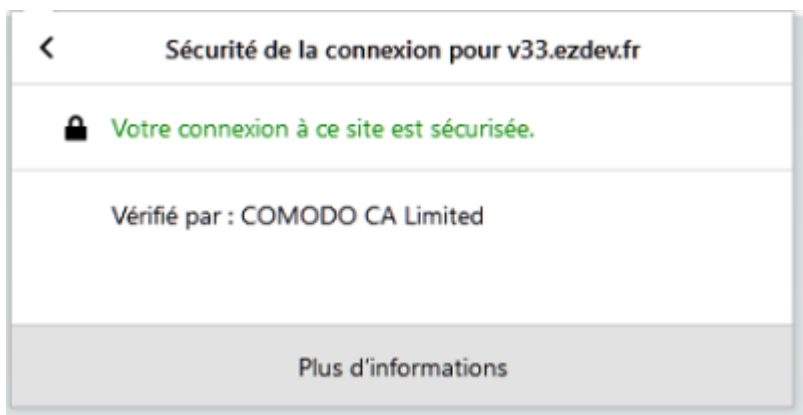 Sécurité de la connexion pour v33.ezdev.fr
Votre connexion à ce site est sécurisée.
Vérifié par : COMODO CA Limited
Plus d'informations